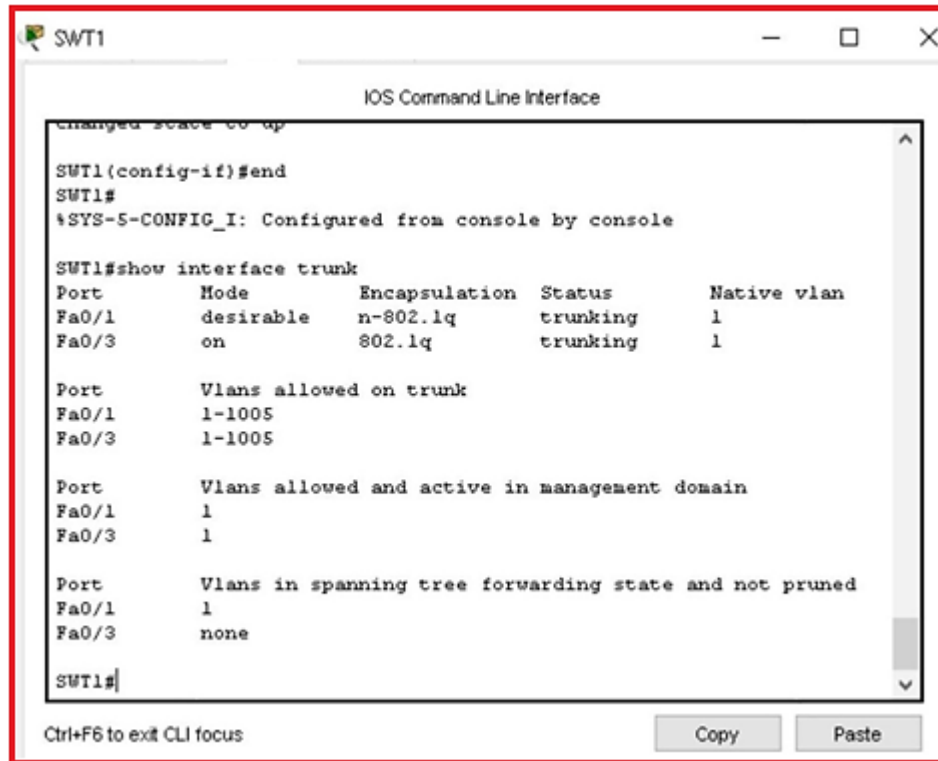 SWT1
IOS Command Line Interface
changed state to up
SWT1(config-if)#end
SWT1#
%SYS-5-CONFIG_I: Configured from console by console
SWT1#show interface trunk
Port Mode Encapsulation Status Native vlan
Fa0/1 desirable n-802.1q trunking 1
Fa0/3 on 802.1q trunking 1
Port Vlans allowed on trunk
Fa0/1 1-1005
Fa0/3 1-1005
Port Vlans allowed and active in management domain
Fa0/1 1
Fa0/3 1
Port Vlans in spanning tree forwarding state and not pruned
Fa0/1 1
Fa0/3 none
SWT1#
Ctrl+F6 to exit CLI focus Copy Paste